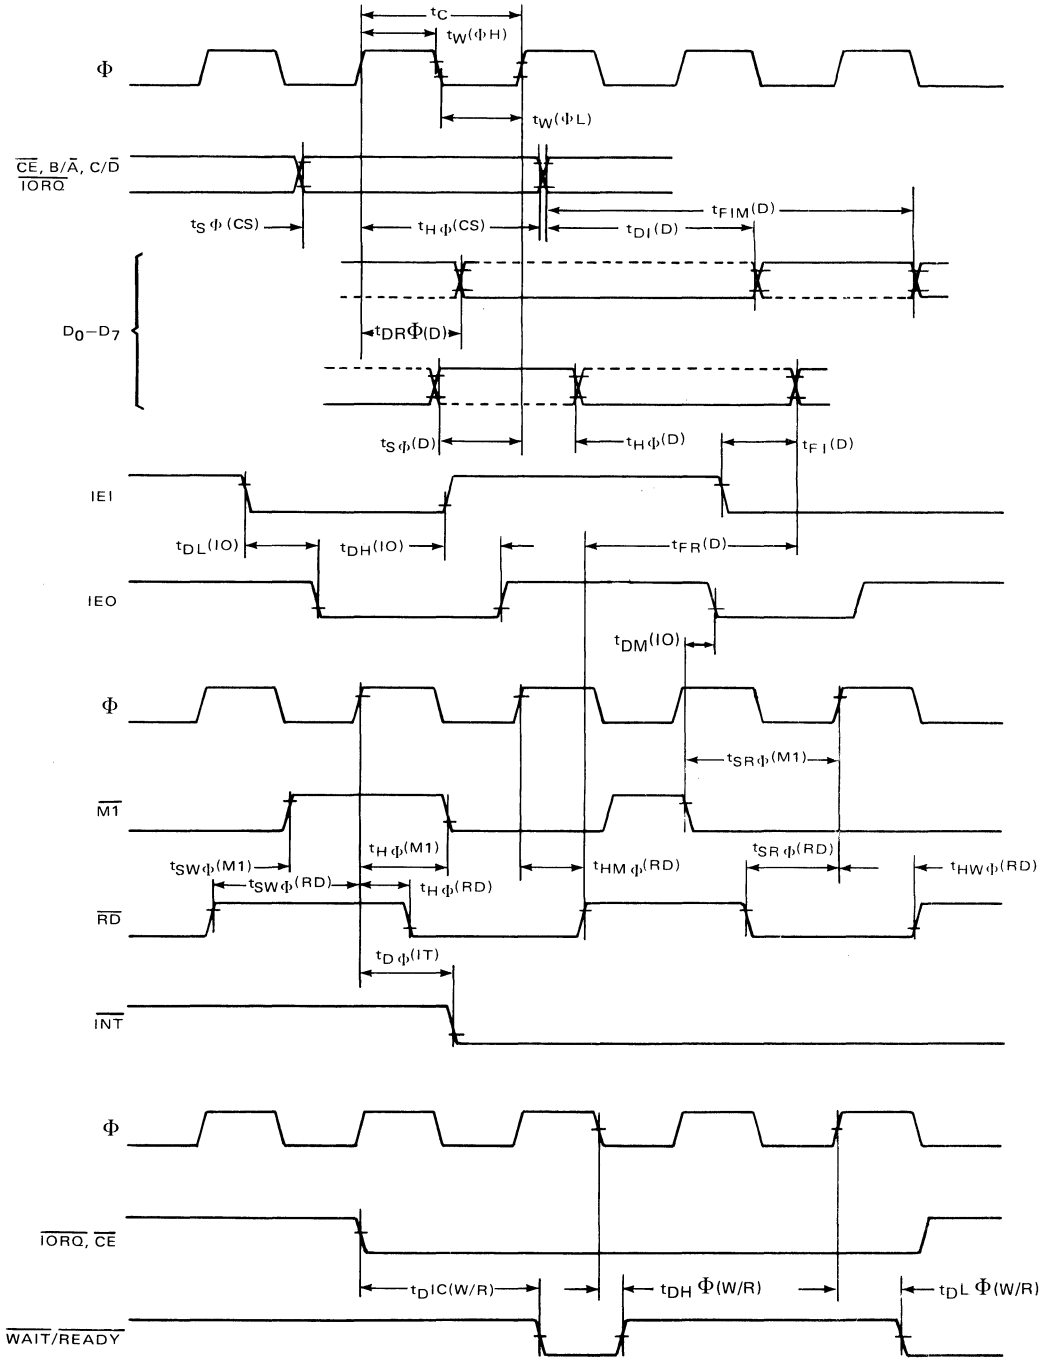 tC
tW(ΦH)
Φ
tW(ΦL)
CE, B/A, C/D
IORQ
tSΦ(CS)
tHΦ(CS)
tFIM(D)
tDI(D)
D0–D7
tDRΦ(D)
tSΦ(D)
tHΦ(D)
tFI(D)
IEI
tDL(IO)
tDH(IO)
tFR(D)
IEO
tDM(IO)
Φ
tSRΦ(M1)
M1
tSWΦ(M1)
tHΦ(M1)
tHMΦ(RD)
tSRΦ(RD)
tHWΦ(RD)
tSWΦ(RD)
tHΦ(RD)
RD
tDΦ(IT)
INT
Φ
IORQ, CE
tDIC(W/R)
tDHΦ(W/R)
tDLΦ(W/R)
WAIT/READY